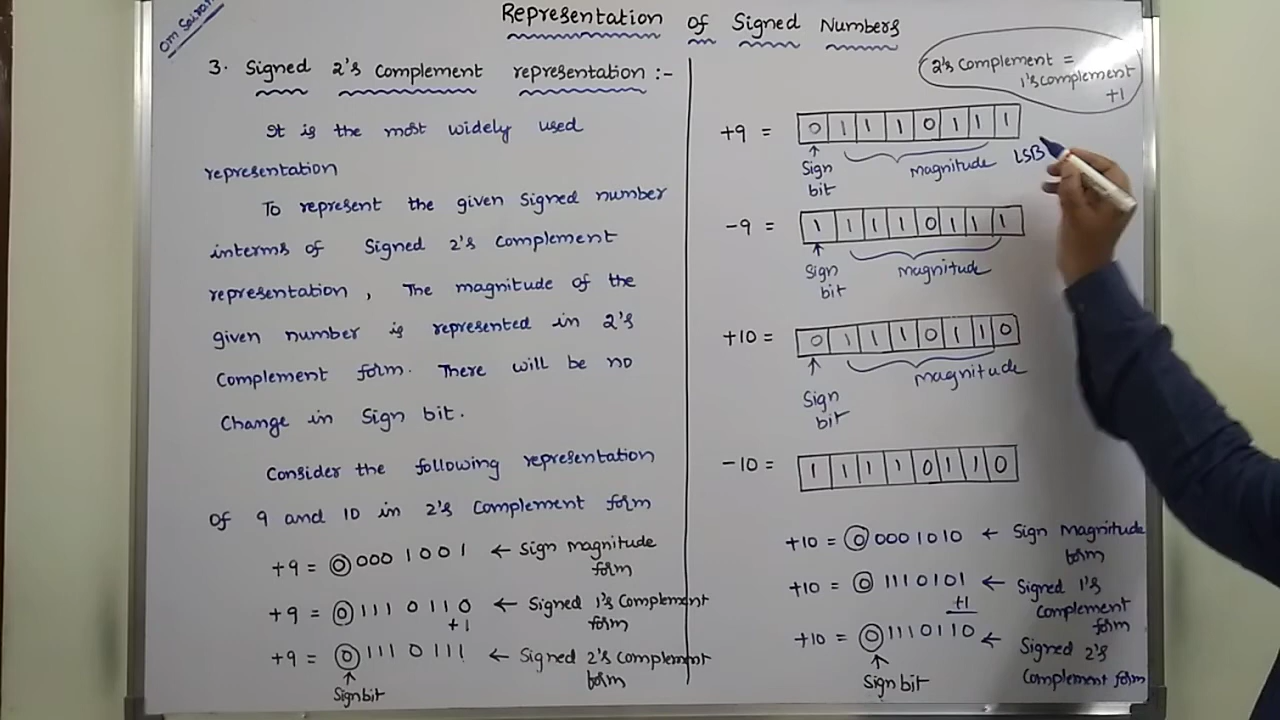 Om Sairam
Representation of Signed Numbers
3. Signed 2's Complement representation :-
It is the most widely used
representation
To represent the given signed number
interms of Signed 2's Complement
representation, The magnitude of the
given number is represented in 2's
Complement form. There will be no
Change in Sign bit.
Consider the following representation
Of 9 and 10 in 2's Complement form
+9 = 0 000 1001 ← Sign magnitude
form
+9 = 0 111 0110 ← Signed 1's Complement
+1 form
+9 = 0 111 0111 ← Signed 2's Complement
form
Sign bit
2's Complement =
1's complement
+1
+9 = 0 1 1 1 0 1 1 1
Sign
bit
magnitude
LSB
-9 = 1 1 1 1 0 1 1 1
Sign
bit
magnitude
+10 = 0 1 1 1 0 1 1 0
Sign
bit
magnitude
-10 = 1 1 1 1 0 1 1 0
+10 = 0 0001010 ← Sign magnitude
form
+10 = 0 1110101 ← Signed 1's
+1 Complement
form
+10 = 0 1110110 ← Signed 2's
Complement form
Sign bit